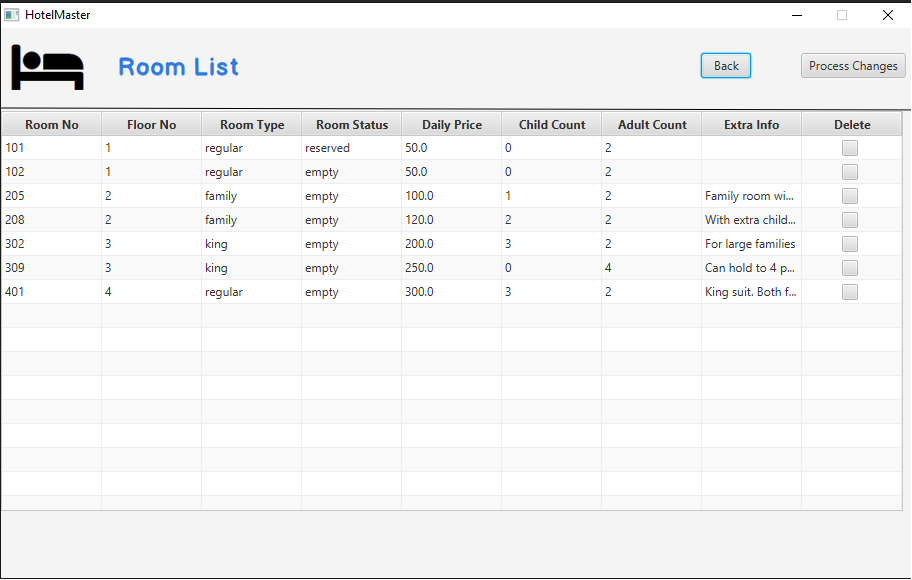 HotelMaster
Room List Back Process Changes
Room No Floor No Room Type Room Status Daily Price Child Count Adult Count Extra Info Delete
101 1 regular reserved 50.0 0 2
102 1 regular empty 50.0 0 2
205 2 family empty 100.0 1 2 Family room wi...
208 2 family empty 120.0 2 2 With extra child...
302 3 king empty 200.0 3 2 For large families
309 3 king empty 250.0 0 4 Can hold to 4 p...
401 4 regular empty 300.0 3 2 King suit. Both f...